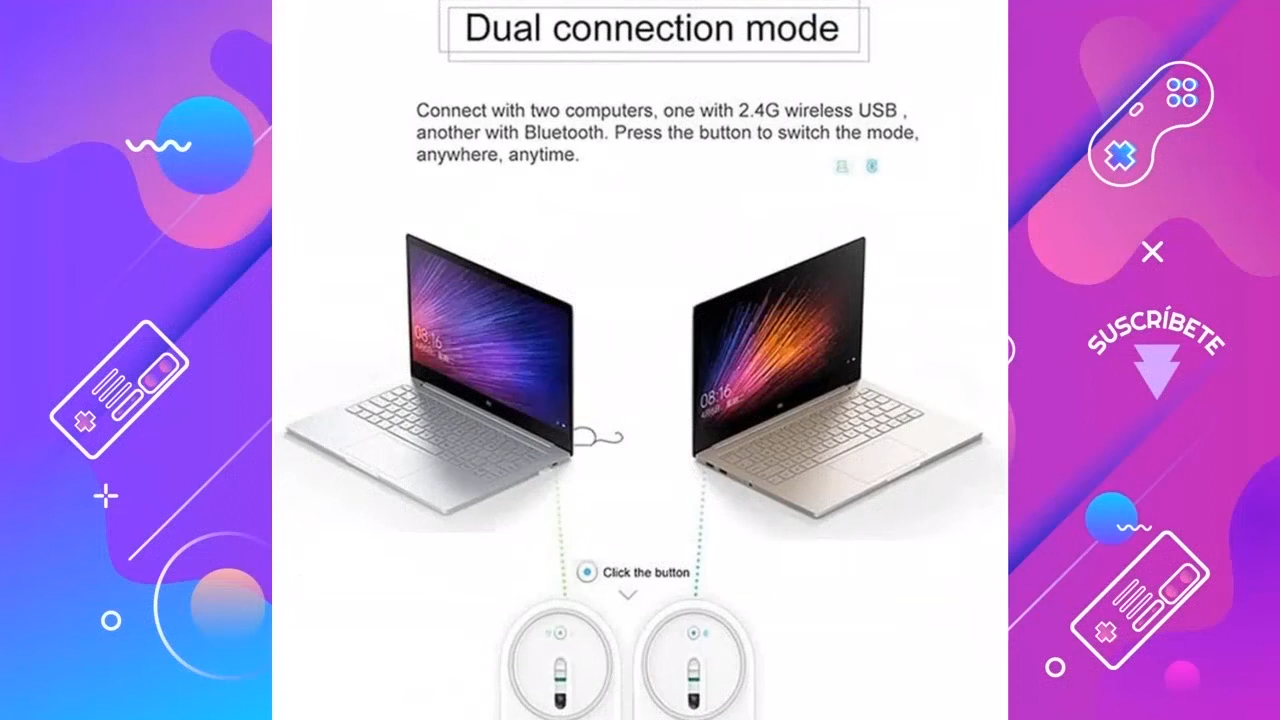 Dual connection mode
Connect with two computers, one with 2.4G wireless USB ,
another with Bluetooth. Press the button to switch the mode,
anywhere, anytime.
SUSCRÍBETE
08:16
08:16
Click the button